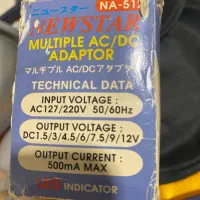 ニュースター NA-512
NEWSTAR
MULTIPLE AC/DC
ADAPTOR
マルチプル AC/DCアダプタ
TECHNICAL DATA
INPUT VOLTAGE :
AC127/220V 50/60Hz
OUTPUT VOLTAGE :
DC1.5/3/4.5/6/7.5/9/12V
OUTPUT CURRENT :
500mA MAX
INDICATOR